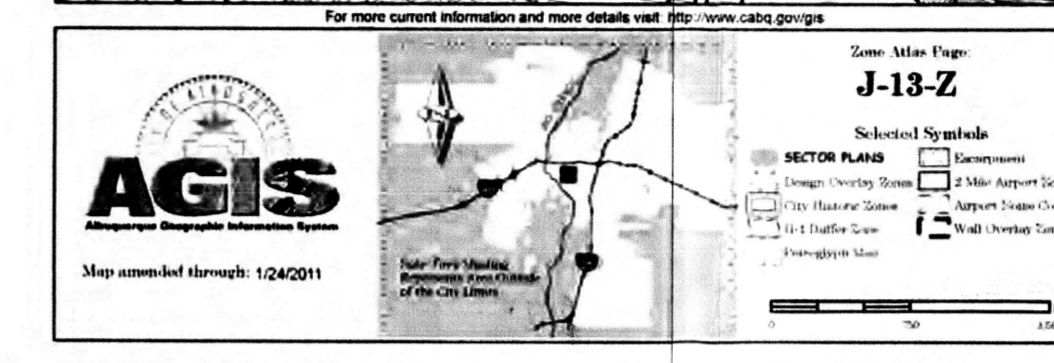 For more current information and more details visit: http://www.cabq.gov/gis
AGIS
Albuquerque Geographic Information System
Map amended through: 1/24/2011
Note: Grey Shading
Represents Area Outside
of the City Limits
Zone Atlas Page:
J-13-Z
Selected Symbols
SECTOR PLANS
Escarpment
Design Overlay Zones
2 Mile Airport
City Historic Zones
Airport Noise
H-1 Buffer Zone
Wall Overlay
Petroglyph Mon.
0
750